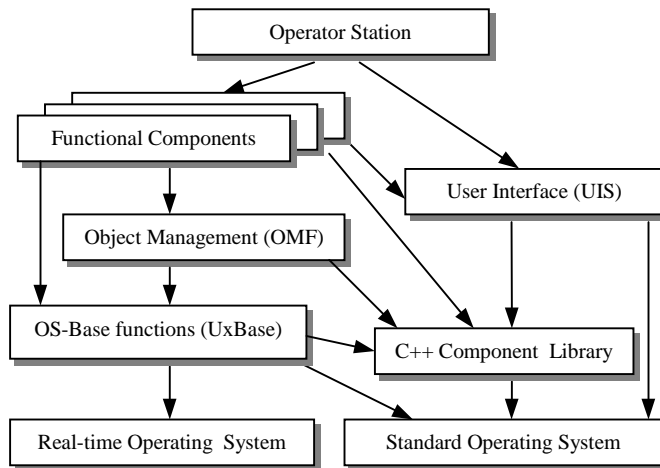 Operator Station
Functional Components
User Interface (UIS)
Object Management (OMF)
OS-Base functions (UxBase)
C++ Component Library
Real-time Operating System
Standard Operating System